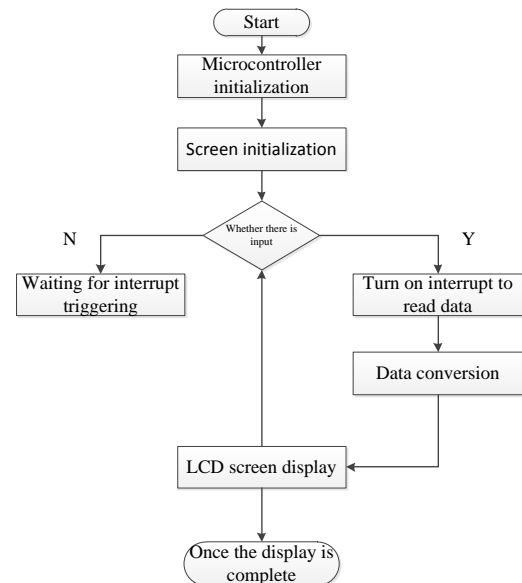 Start
Microcontroller
initialization
Screen initialization
Whether there is
input
N
Y
Waiting for interrupt
triggering
Turn on interrupt to
read data
Data conversion
LCD screen display
Once the display is
complete